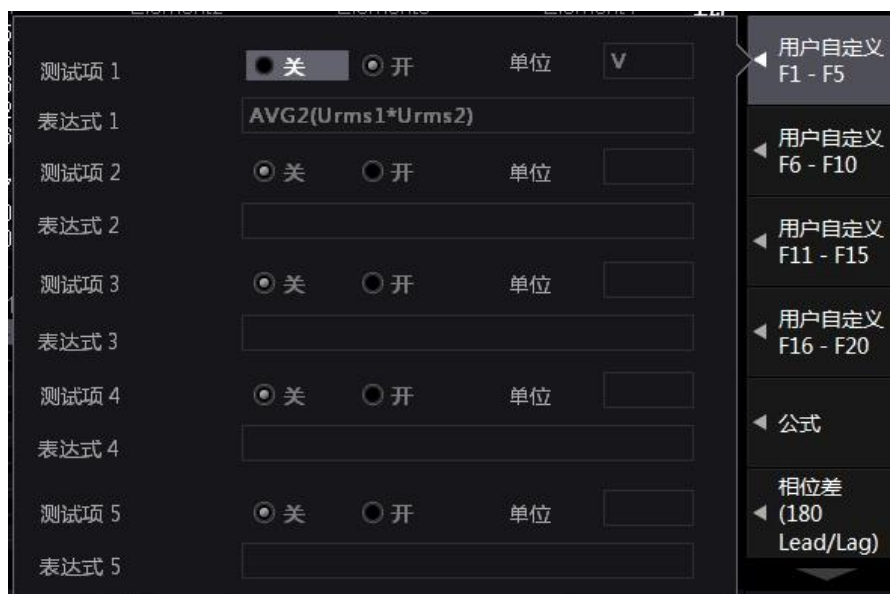 测试项 1 关 开 单位 V
表达式 1 AVG2(Urms1*Urms2)
测试项 2 关 开 单位
表达式 2
测试项 3 关 开 单位
表达式 3
测试项 4 关 开 单位
表达式 4
测试项 5 关 开 单位
表达式 5
用户自定义
F1 - F5
用户自定义
F6 - F10
用户自定义
F11 - F15
用户自定义
F16 - F20
公式
相位差
(180
Lead/Lag)